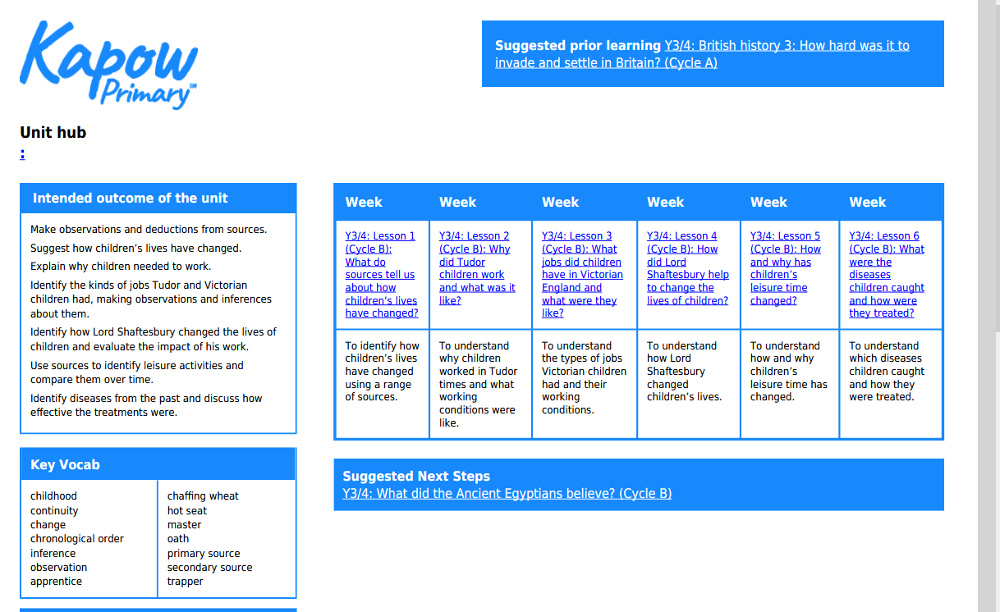 Kapow
Primary™
Suggested prior learning Y3/4: British history 3: How hard was it to
invade and settle in Britain? (Cycle A)
Unit hub
:
Intended outcome of the unit
Make observations and deductions from sources.
Suggest how children’s lives have changed.
Explain why children needed to work.
Identify the kinds of jobs Tudor and Victorian
children had, making observations and inferences
about them.
Identify how Lord Shaftesbury changed the lives of
children and evaluate the impact of his work.
Use sources to identify leisure activities and
compare them over time.
Identify diseases from the past and discuss how
effective the treatments were.
Key Vocab
childhood
continuity
change
chronological order
inference
observation
apprentice
chaffing wheat
hot seat
master
oath
primary source
secondary source
trapper
Week
Y3/4: Lesson 1
(Cycle B):
What do
sources tell us
about how
children’s lives
have changed?
To identify how
children’s lives
have changed
using a range
of sources.
Week
Y3/4: Lesson 2
(Cycle B): Why
did Tudor
children work
and what was it
like?
To understand
why children
worked in Tudor
times and what
working
conditions were
like.
Week
Y3/4: Lesson 3
(Cycle B): What
jobs did children
have in Victorian
England and
what were they
like?
To understand
the types of jobs
Victorian children
had and their
working
conditions.
Week
Y3/4: Lesson 4
(Cycle B): How
did Lord
Shaftesbury help
to change the
lives of children?
To understand
how Lord
Shaftesbury
changed
children’s lives.
Week
Y3/4: Lesson 5
(Cycle B): How
and why has
children’s
leisure time
changed?
To understand
how and why
children’s
leisure time has
changed.
Week
Y3/4: Lesson 6
(Cycle B): What
were the
diseases
children caught
and how were
they treated?
To understand
which diseases
children caught
and how they
were treated.
Suggested Next Steps
Y3/4: What did the Ancient Egyptians believe? (Cycle B)